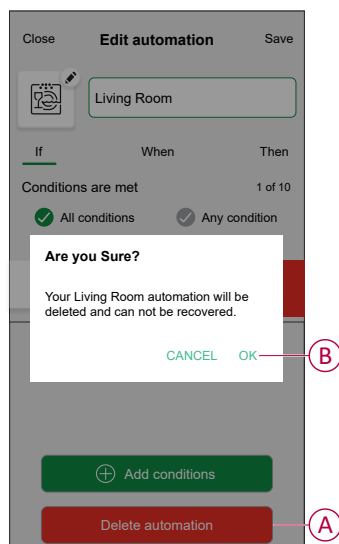 Close Edit automation Save
Living Room
If When Then
Conditions are met 1 of 10
All conditions Any condition
Are you Sure?
Your Living Room automation will be
deleted and can not be recovered.
CANCEL OK
B
Add conditions
Delete automation
A